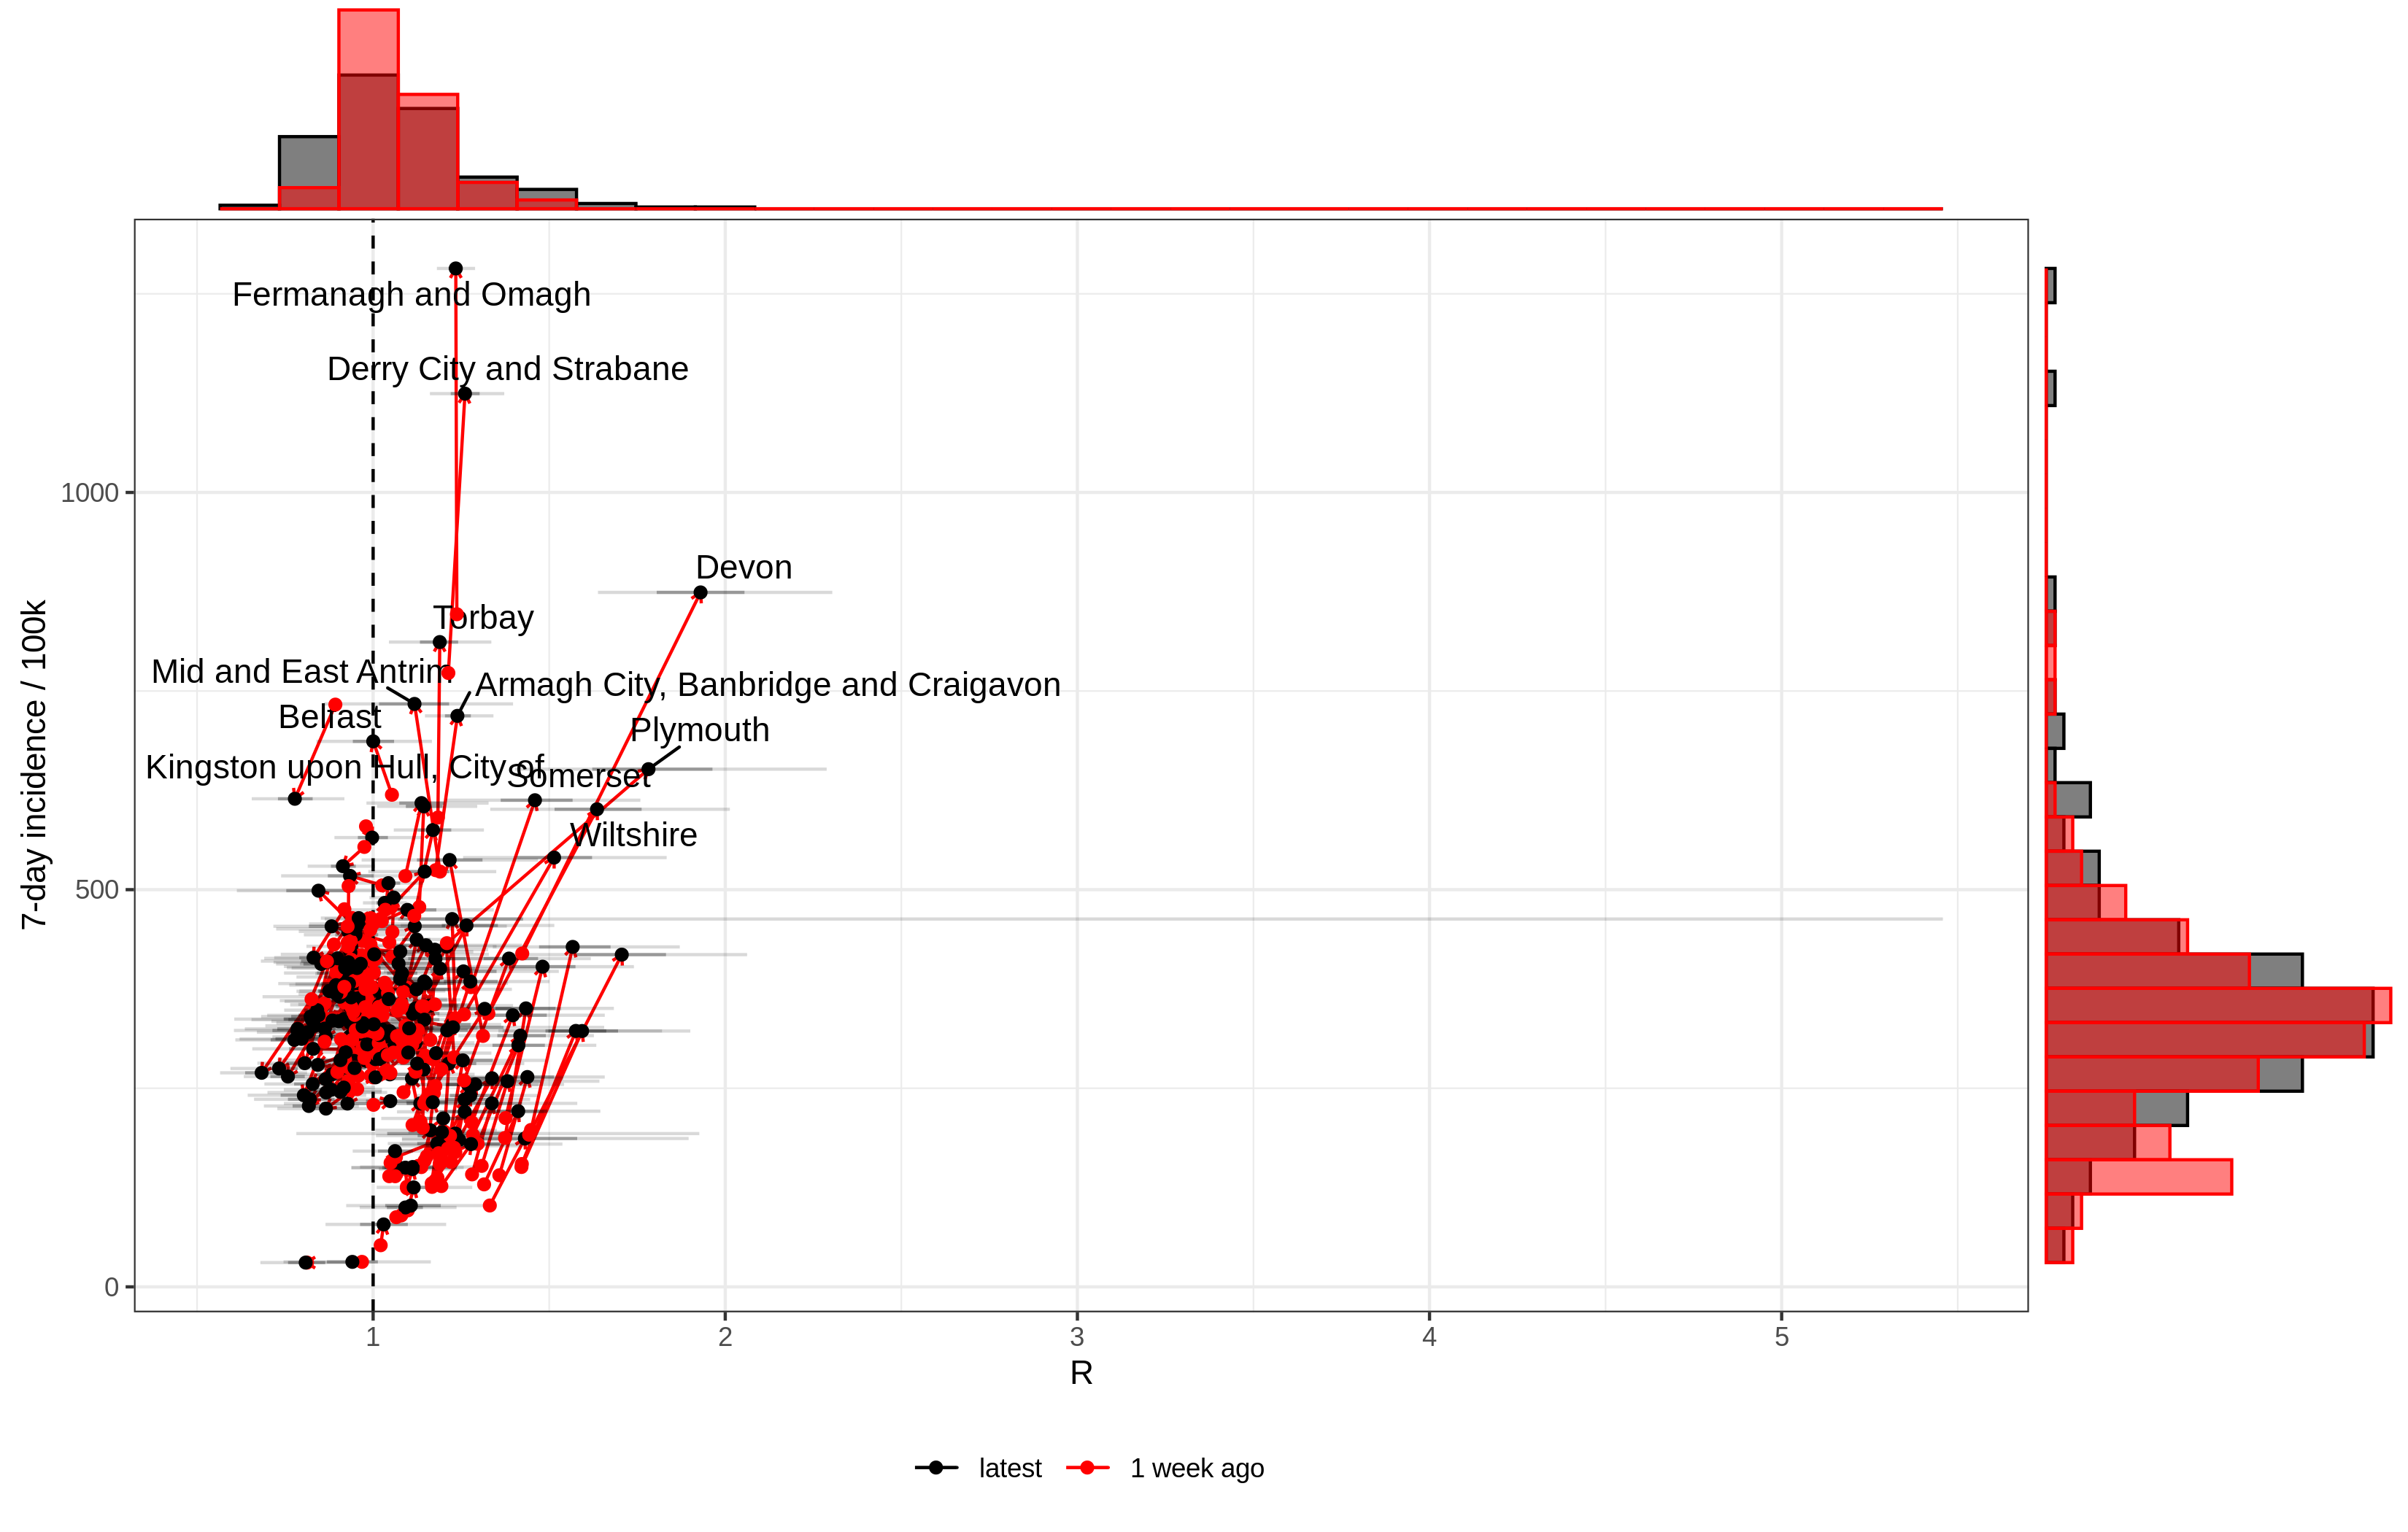 Fermanagh and Omagh
Derry City and Strabane
1000
Devon
Torbay
Mid and East Antrim
Armagh City, Banbridge and Craigavon
Belfast
Plymouth
Kingston upon Hull, City of
Somerset
Wiltshire
7-day incidence / 100k
500
0
1
2
3
4
5
R
latest
1 week ago